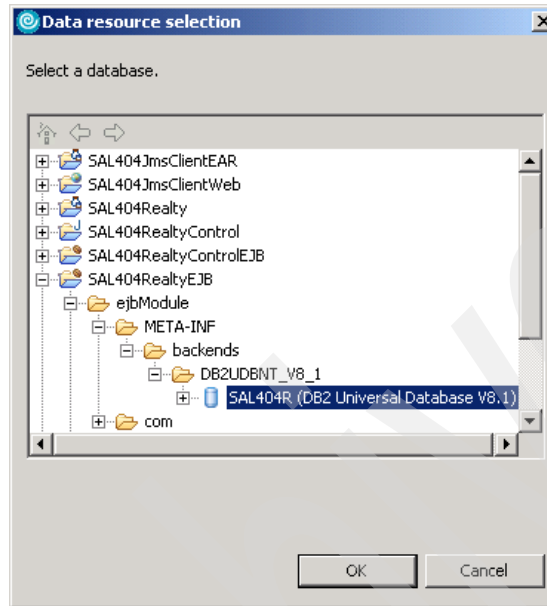 Data resource selection
Select a database.
SAL404JmsClientEAR
SAL404JmsClientWeb
SAL404Realty
SAL404RealtyControl
SAL404RealtyControlEJB
SAL404RealtyEJB
ejbModule
META-INF
backends
DB2UDBNT_V8_1
SAL404R (DB2 Universal Database V8.1)
com
OK Cancel